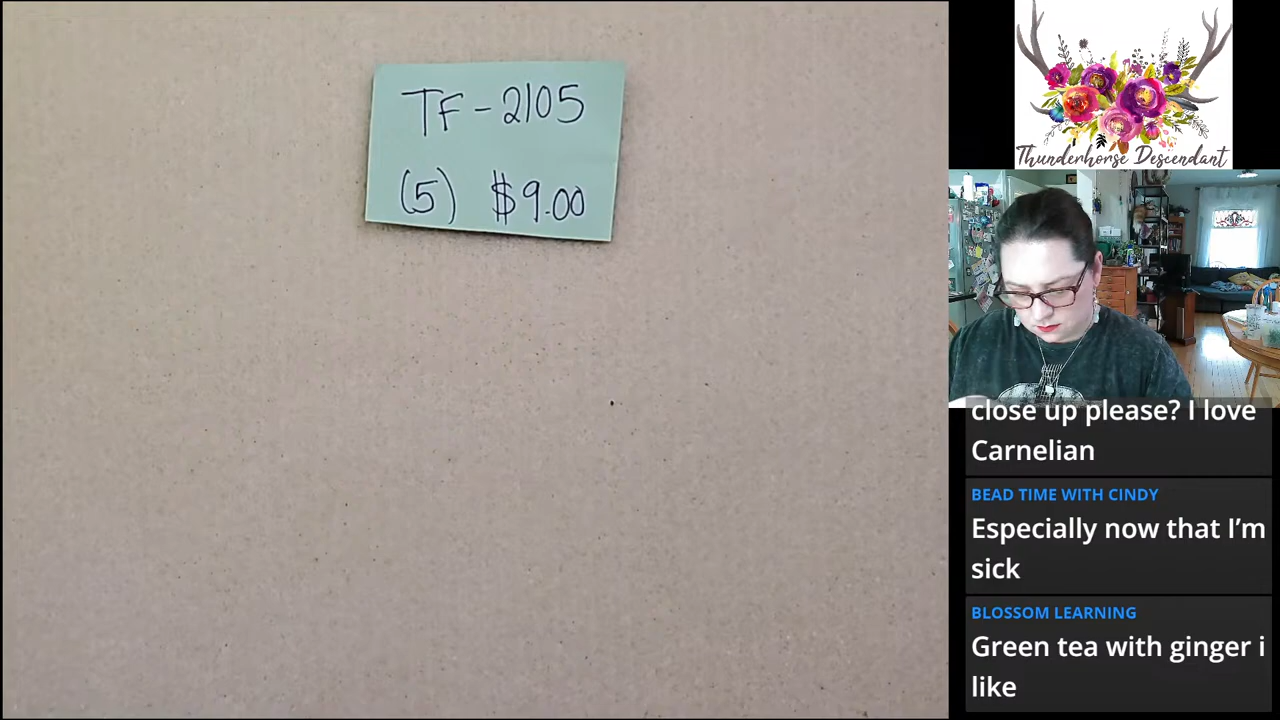 TF-2105
(5) $9.00
Thunderhorse Descendant
close up please? I love
Carnelian
BEAD TIME WITH CINDY
Especially now that I’m
sick
BLOSSOM LEARNING
Green tea with ginger i
like